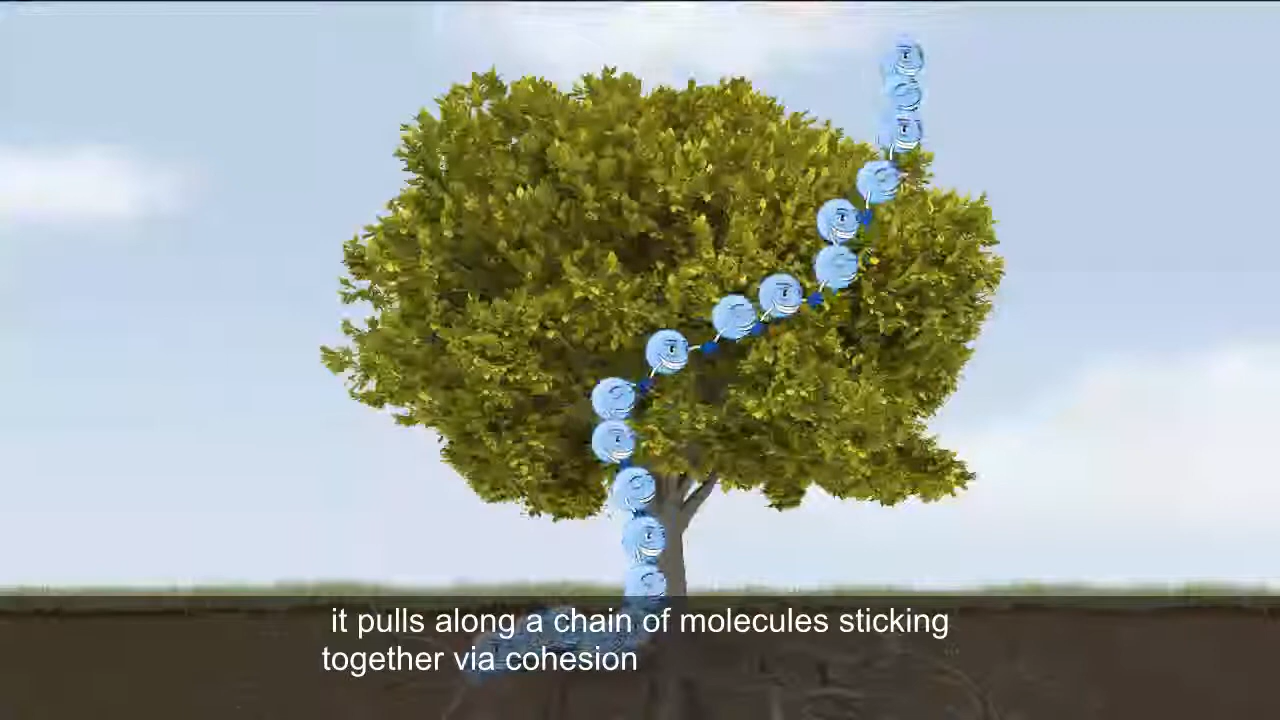 it pulls along a chain of molecules sticking
together via cohesion